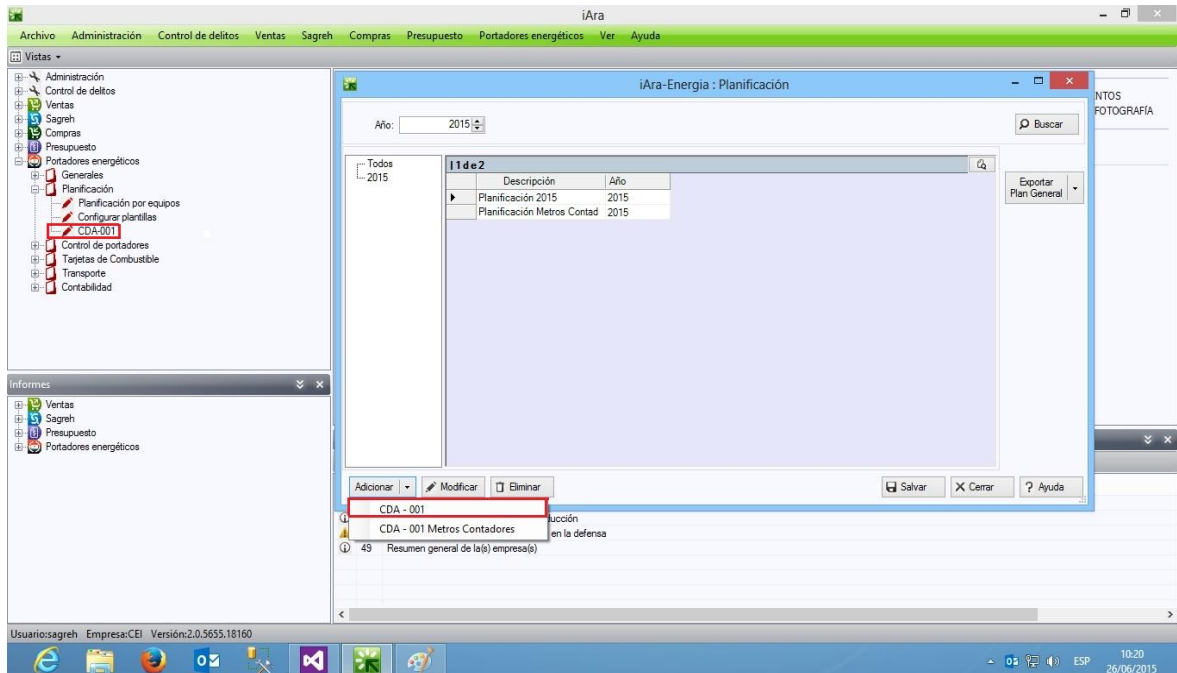 iAra
Archivo Administración Control de delitos Ventas Sagreh Compras Presupuesto Portadores energéticos Ver Ayuda
Vistas
Administración
Control de delitos
Ventas
Sagreh
Compras
Presupuesto
Portadores energéticos
Generales
Planificación
Planificación por equipos
Configurar plantillas
CDA-001
Control de portadores
Tarjetas de Combustible
Transporte
Contabilidad
Informes
Ventas
Sagreh
Presupuesto
Portadores energéticos
iAra-Energia : Planificación
Año: 2015
Buscar
Todos
2015
|1de2
Descripción Año
Planificación 2015 2015
Planificación Metros Contad 2015
Exportar
Plan General
Adicionar Modificar Eliminar Salvar Cerrar ? Ayuda
CDA - 001
CDA - 001 Metros Contadores
NTOS
FOTOGRAFÍA
ucción
en la defensa
49 Resumen general de la(s) empresa(s)
Usuario:sagreh Empresa:CEI Versión:2.0.5655.18160
ESP
10:20
26/06/2015